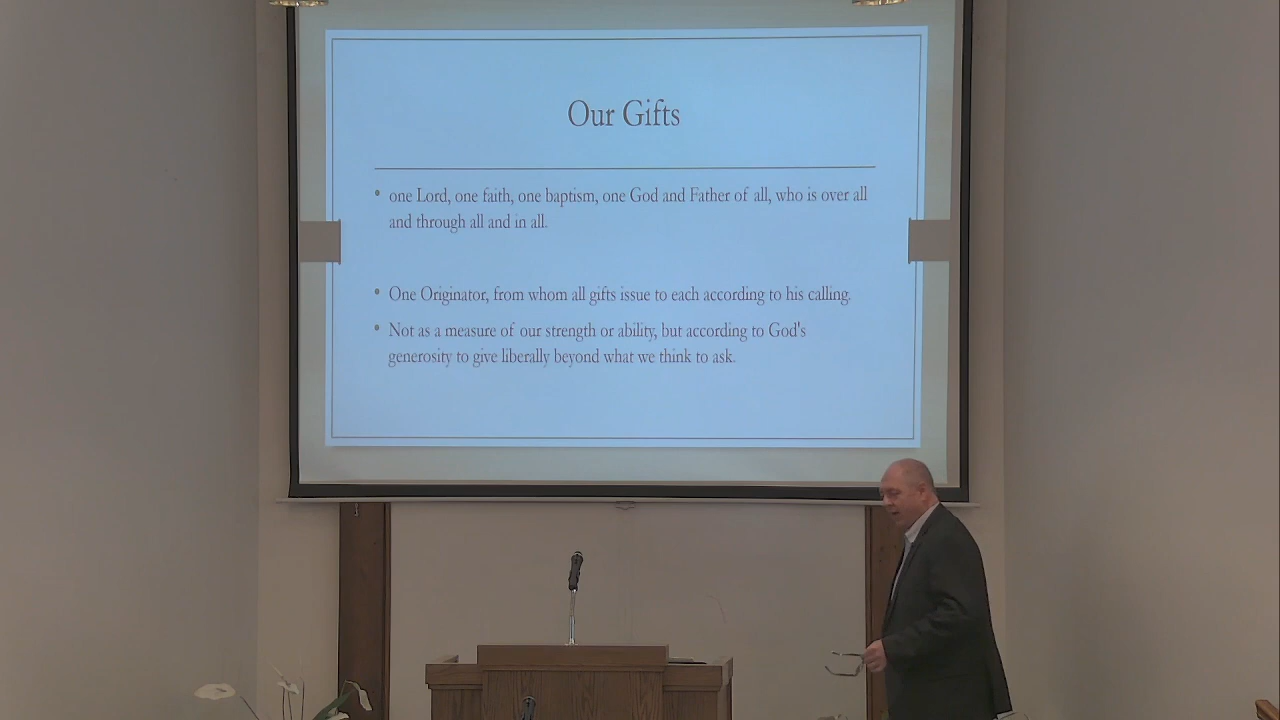 Our Gifts
• one Lord, one faith, one baptism, one God and Father of all, who is over all
and through all and in all.
• One Originator, from whom all gifts issue to each according to his calling.
• Not as a measure of our strength or ability, but according to God's
generosity to give liberally beyond what we think to ask.